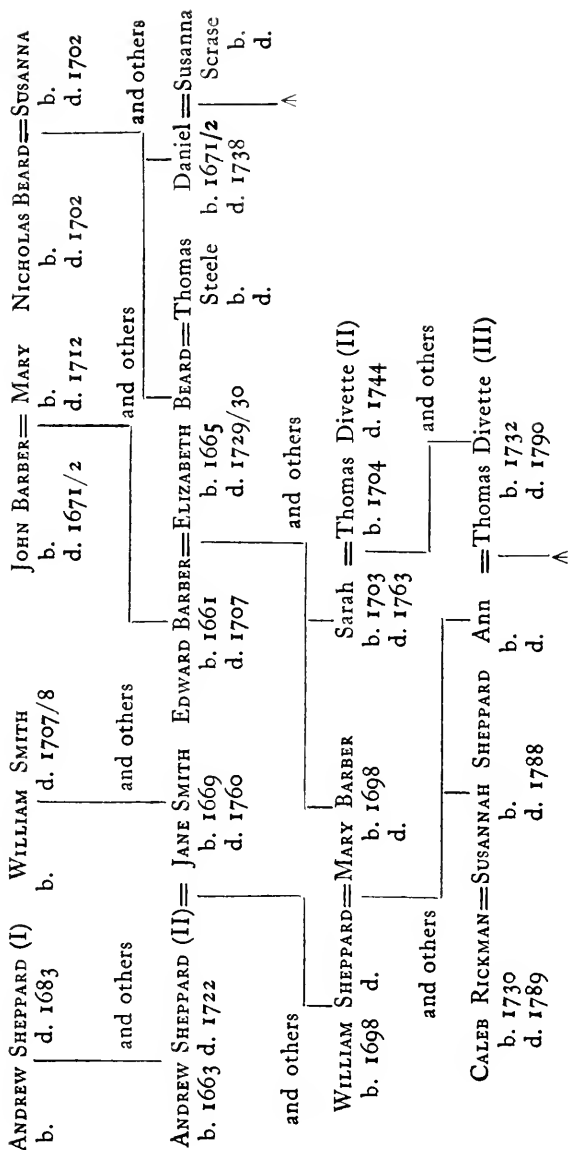 ANDREW SHEPPARD (I)
b. d. 1683
WILLIAM SMITH
b. d. 1707/8
JOHN BARBER = MARY
b. b.
d. 1671/2 d. 1712
NICHOLAS BEARD = SUSANNA
b. b.
d. 1702 d. 1702
and others
and others
and others
and others
ANDREW SHEPPARD (II) = JANE SMITH
b. 1663 d. 1722 b. 1669
d. 1760
EDWARD BARBER = ELIZABETH BEARD = Thomas Steele
b. 1661 b. 1665 b.
d. 1707 d. 1729/30 d.
Daniel = Susanna Scrase
b. 1671/2 b.
d. 1738 d.
and others
and others
WILLIAM SHEPPARD = MARY BARBER
b. 1698 d. b. 1698
d.
Sarah = Thomas Divette (II)
b. 1703 b. 1704 d. 1744
d. 1763
and others
and others
CALEB RICKMAN = SUSANNAH SHEPPARD
b. 1730 b.
d. 1789 d. 1788
Ann = Thomas Divette (III)
b. b. 1732
d. d. 1790